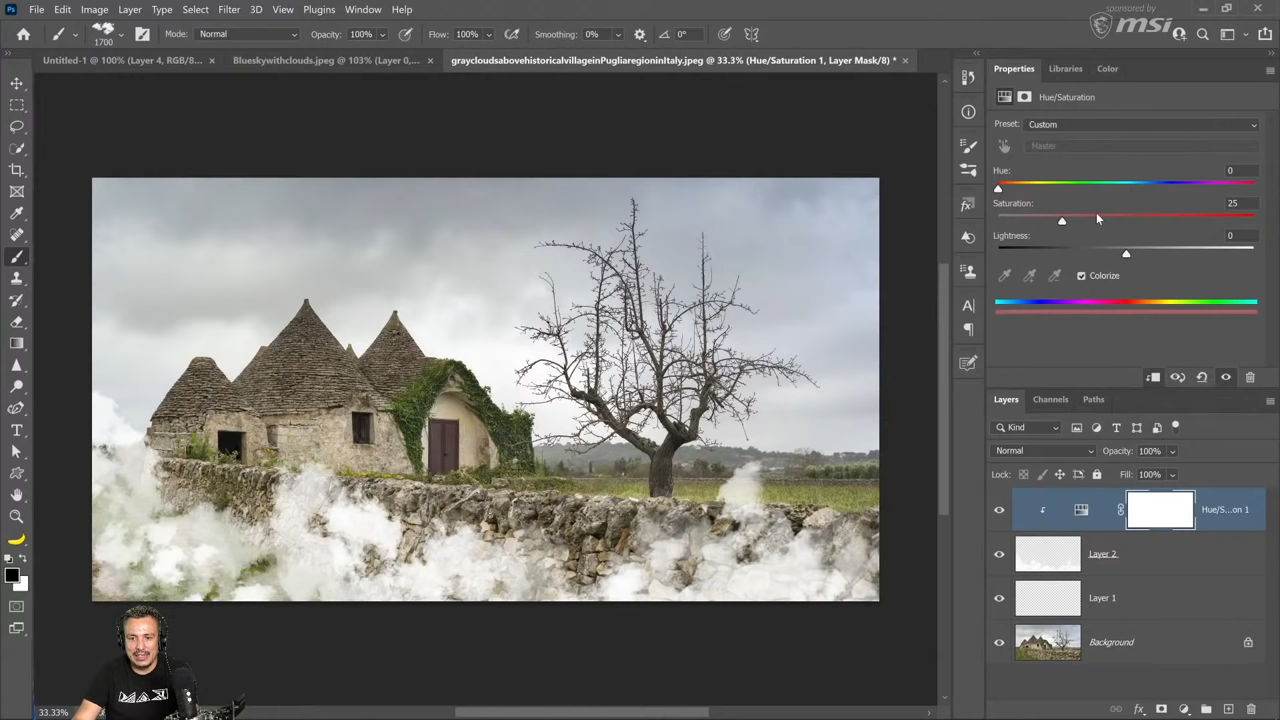 sponsored by
msi
Ps File Edit Image Layer Type Select Filter 3D View Plugins Window Help
1700 Mode: Normal Opacity: 100% Flow: 100% Smoothing: 0% 0°
Untitled-1 @ 100% (Layer 4, RGB/8... × Blueskywithclouds.jpeg @ 103% (Layer 0,... × graycloudsabovehistoricalvillageinPugliaregioninItaly.jpeg @ 33.3% (Hue/Saturation 1, Layer Mask/8) * ×
Properties Libraries Color
Hue/Saturation
Preset: Custom
Master
Hue: 0
Saturation: 25
Lightness: 0
Colorize
Layers Channels Paths
Kind
Normal Opacity: 100%
Lock: Fill: 100%
Hue/S...on 1
Layer 2
Layer 1
Background
33.33%